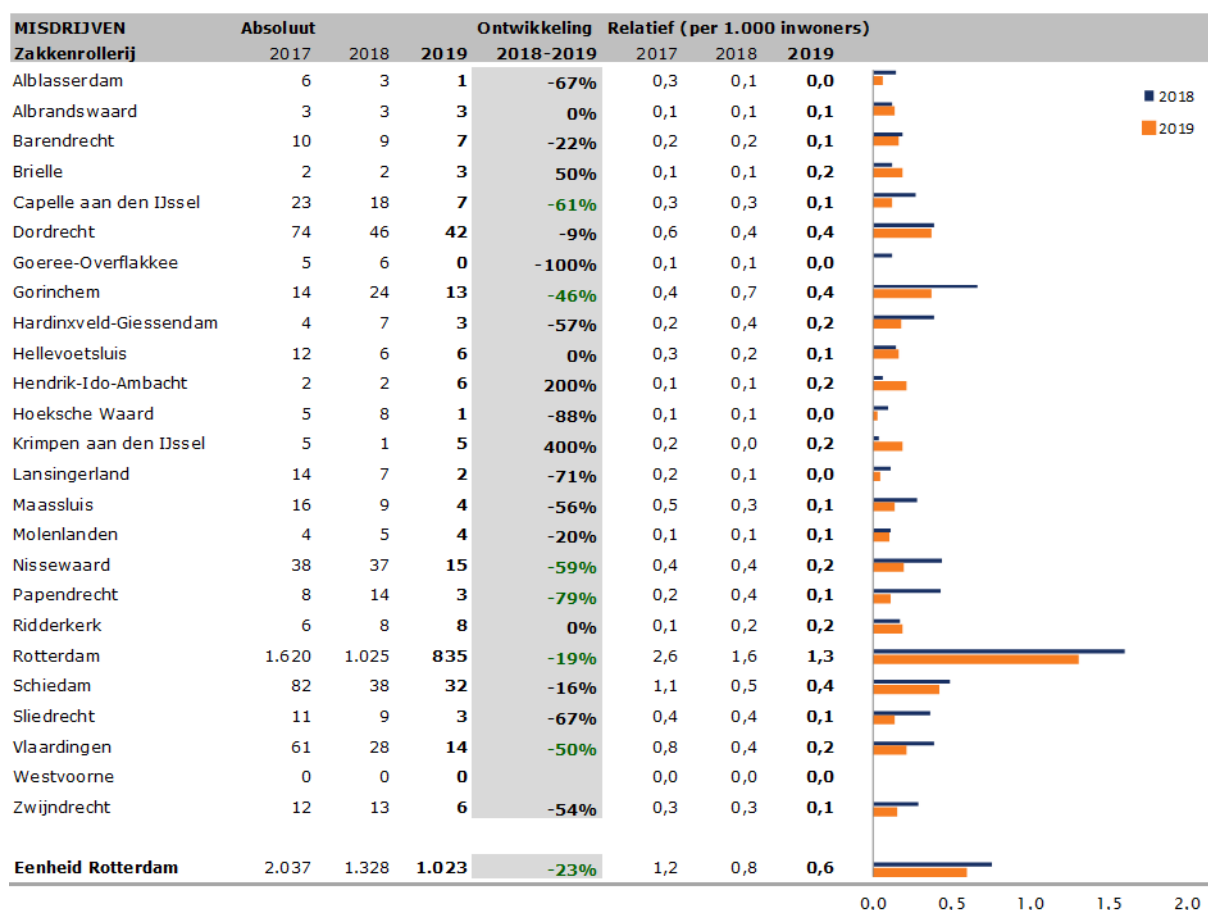 MISDRIJVEN Absoluut Ontwikkeling Relatief (per 1.000 inwoners)
Zakkenrollerij 2017 2018 2019 2018-2019 2017 2018 2019
Alblasserdam 6 3 1 -67% 0,3 0,1 0,0
2018
Albrandswaard 3 3 3 0% 0,1 0,1 0,1
2019
Barendrecht 10 9 7 -22% 0,2 0,2 0,1
Brielle 2 2 3 50% 0,1 0,1 0,2
Capelle aan den IJssel 23 18 7 -61% 0,3 0,3 0,1
Dordrecht 74 46 42 -9% 0,6 0,4 0,4
Goeree-Overflakkee 5 6 0 -100% 0,1 0,1 0,0
Gorinchem 14 24 13 -46% 0,4 0,7 0,4
Hardinxveld-Giessendam 4 7 3 -57% 0,2 0,4 0,2
Hellevoetsluis 12 6 6 0% 0,3 0,2 0,1
Hendrik-Ido-Ambacht 2 2 6 200% 0,1 0,1 0,2
Hoeksche Waard 5 8 1 -88% 0,1 0,1 0,0
Krimpen aan den IJssel 5 1 5 400% 0,2 0,0 0,2
Lansingerland 14 7 2 -71% 0,2 0,1 0,0
Maassluis 16 9 4 -56% 0,5 0,3 0,1
Molenlanden 4 5 4 -20% 0,1 0,1 0,1
Nissewaard 38 37 15 -59% 0,4 0,4 0,2
Papendrecht 8 14 3 -79% 0,2 0,4 0,1
Ridderkerk 6 8 8 0% 0,1 0,2 0,2
Rotterdam 1.620 1.025 835 -19% 2,6 1,6 1,3
Schiedam 82 38 32 -16% 1,1 0,5 0,4
Sliedrecht 11 9 3 -67% 0,4 0,4 0,1
Vlaardingen 61 28 14 -50% 0,8 0,4 0,2
Westvoorne 0 0 0 0,0 0,0 0,0
Zwijndrecht 12 13 6 -54% 0,3 0,3 0,1
Eenheid Rotterdam 2.037 1.328 1.023 -23% 1,2 0,8 0,6
0.0 0.5 1.0 1.5 2.0